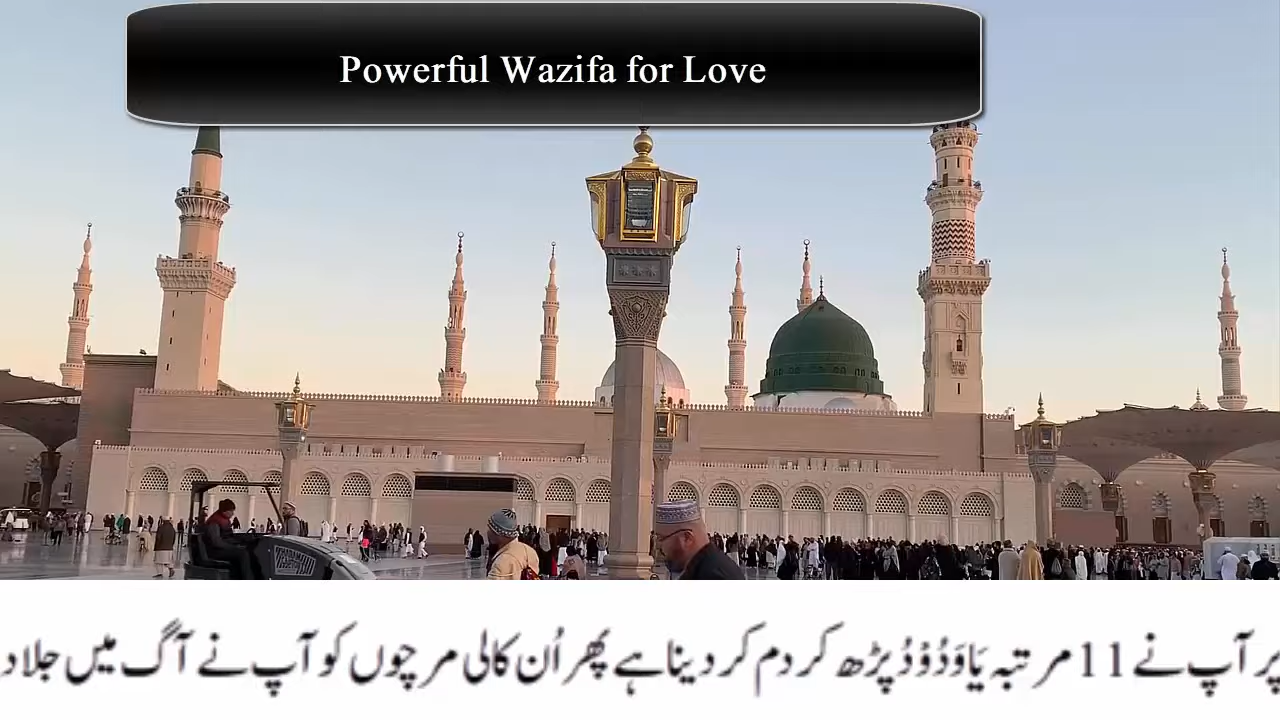 Powerful Wazifa for Love
پر آپ نے 11 مرتبہ یَاوَدُوْدُ پڑھ کر دم کر دینا ہے پھر اُن کالی مرچوں کو آپ نے آگ میں جلاد